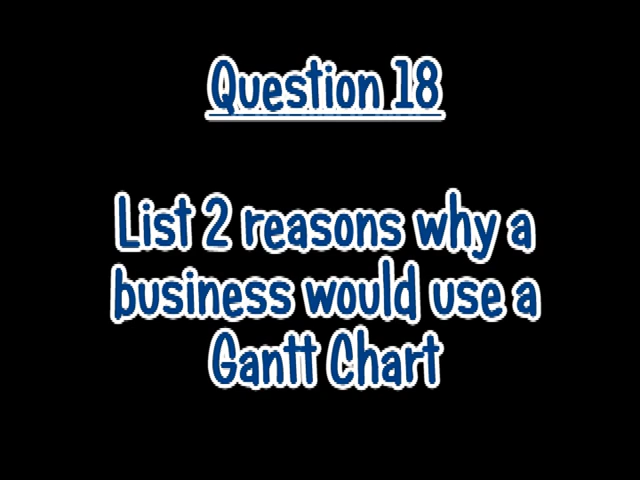 Question 18
List 2 reasons why a
business would use a
Gantt Chart